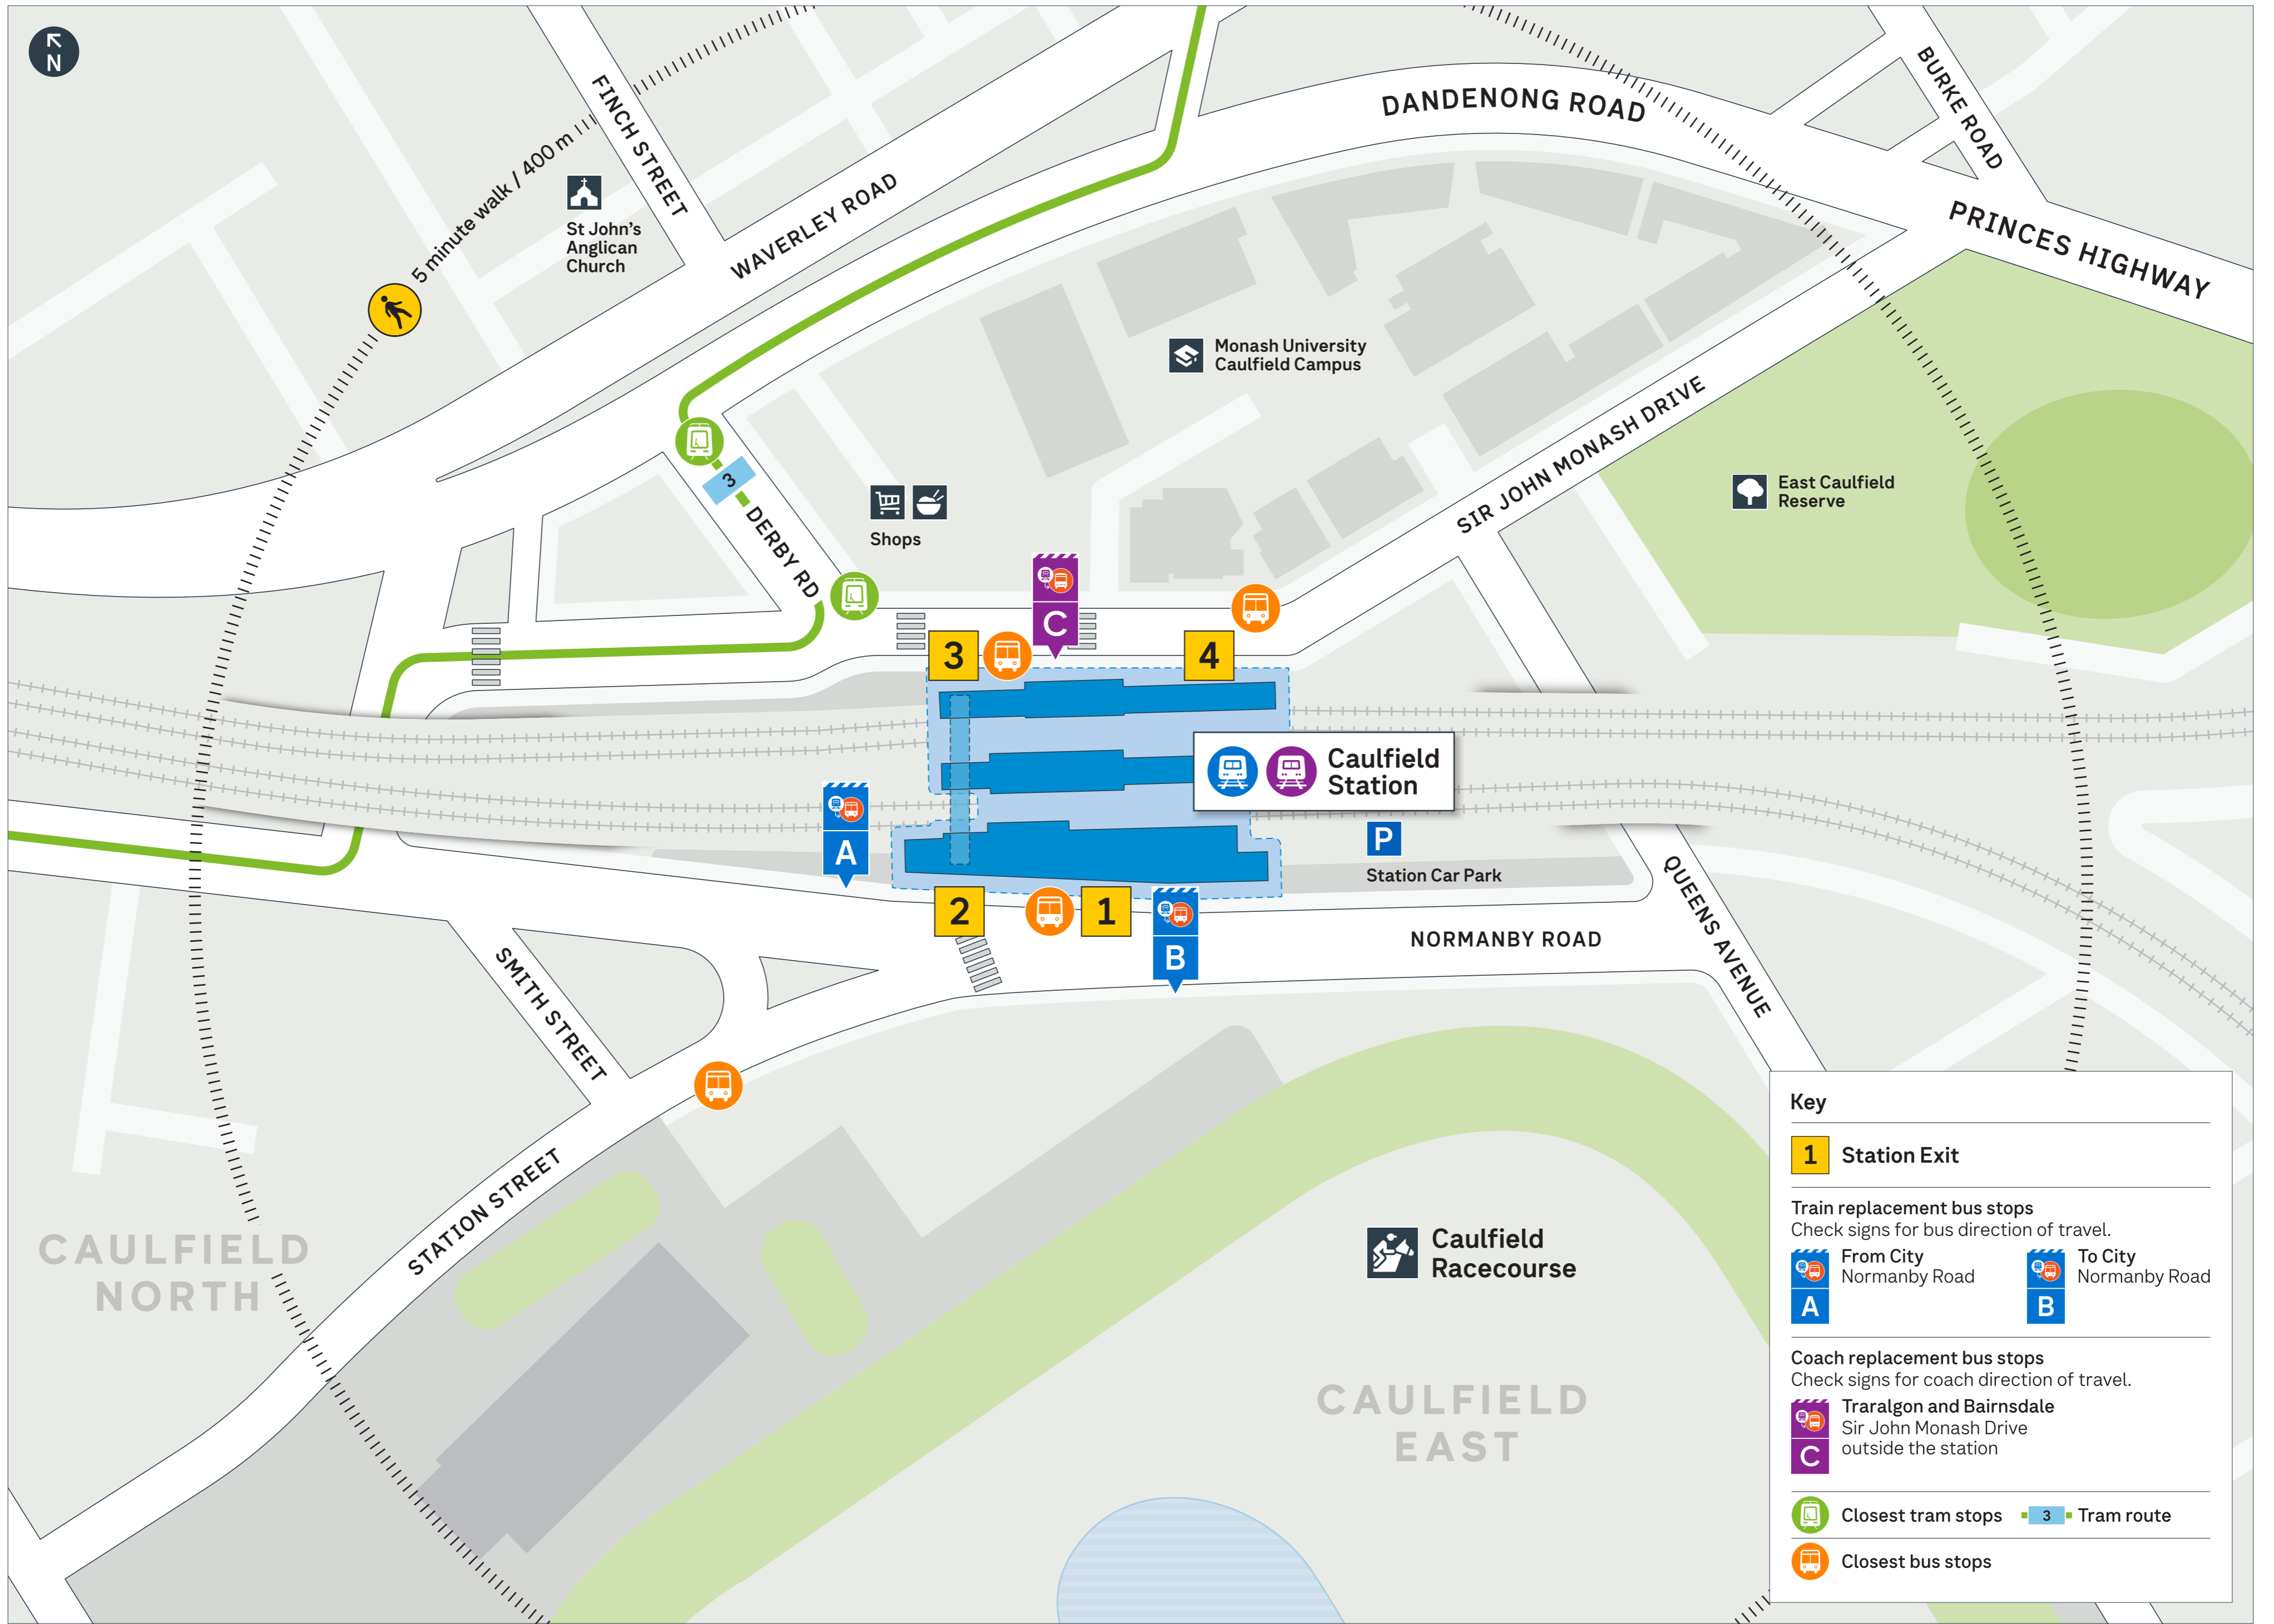 N
FINCH STREET
5 minute walk / 400 m
St John's
Anglican
Church
WAVERLEY ROAD
DANDENONG ROAD
BURKE ROAD
PRINCES HIGHWAY
Monash University
Caulfield Campus
SIR JOHN MONASH DRIVE
East Caulfield
Reserve
3
DERBY RD
Shops
C
3
4
Caulfield
Station
A
P
Station Car Park
2
1
B
NORMANBY ROAD
QUEENS AVENUE
SMITH STREET
STATION STREET
CAULFIELD
NORTH
Caulfield
Racecourse
CAULFIELD
EAST
Key
1 Station Exit
Train replacement bus stops
Check signs for bus direction of travel.
A From City
Normanby Road
B To City
Normanby Road
Coach replacement bus stops
Check signs for coach direction of travel.
C Traralgon and Bairnsdale
Sir John Monash Drive
outside the station
Closest tram stops
3 Tram route
Closest bus stops